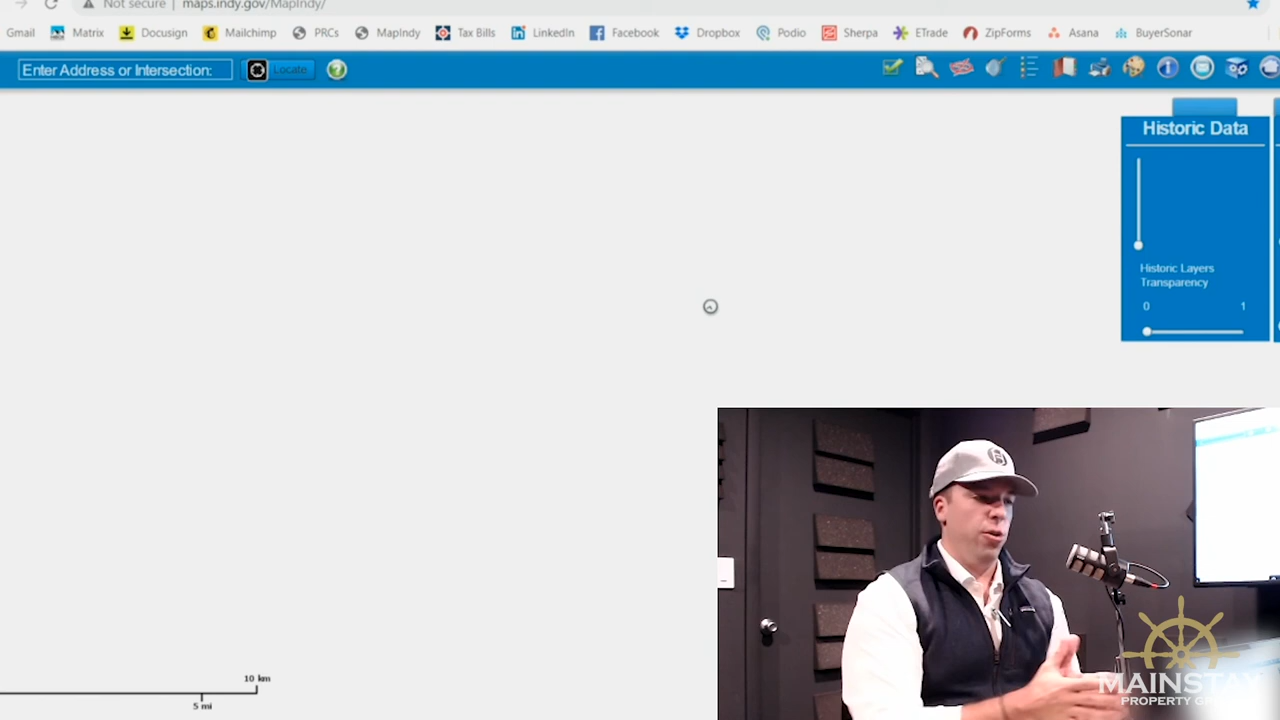 Not secure | maps.indy.gov/MapIndy/
Gmail Matrix Docusign Mailchimp PRCs MapIndy Tax Bills LinkedIn Facebook Dropbox Podio Sherpa ETrade ZipForms Asana BuyerSonar
Enter Address or Intersection: Locate
Historic Data
Historic Layers
Transparency
0 1
10 km
5 mi
MAINSTAY
PROPERTY